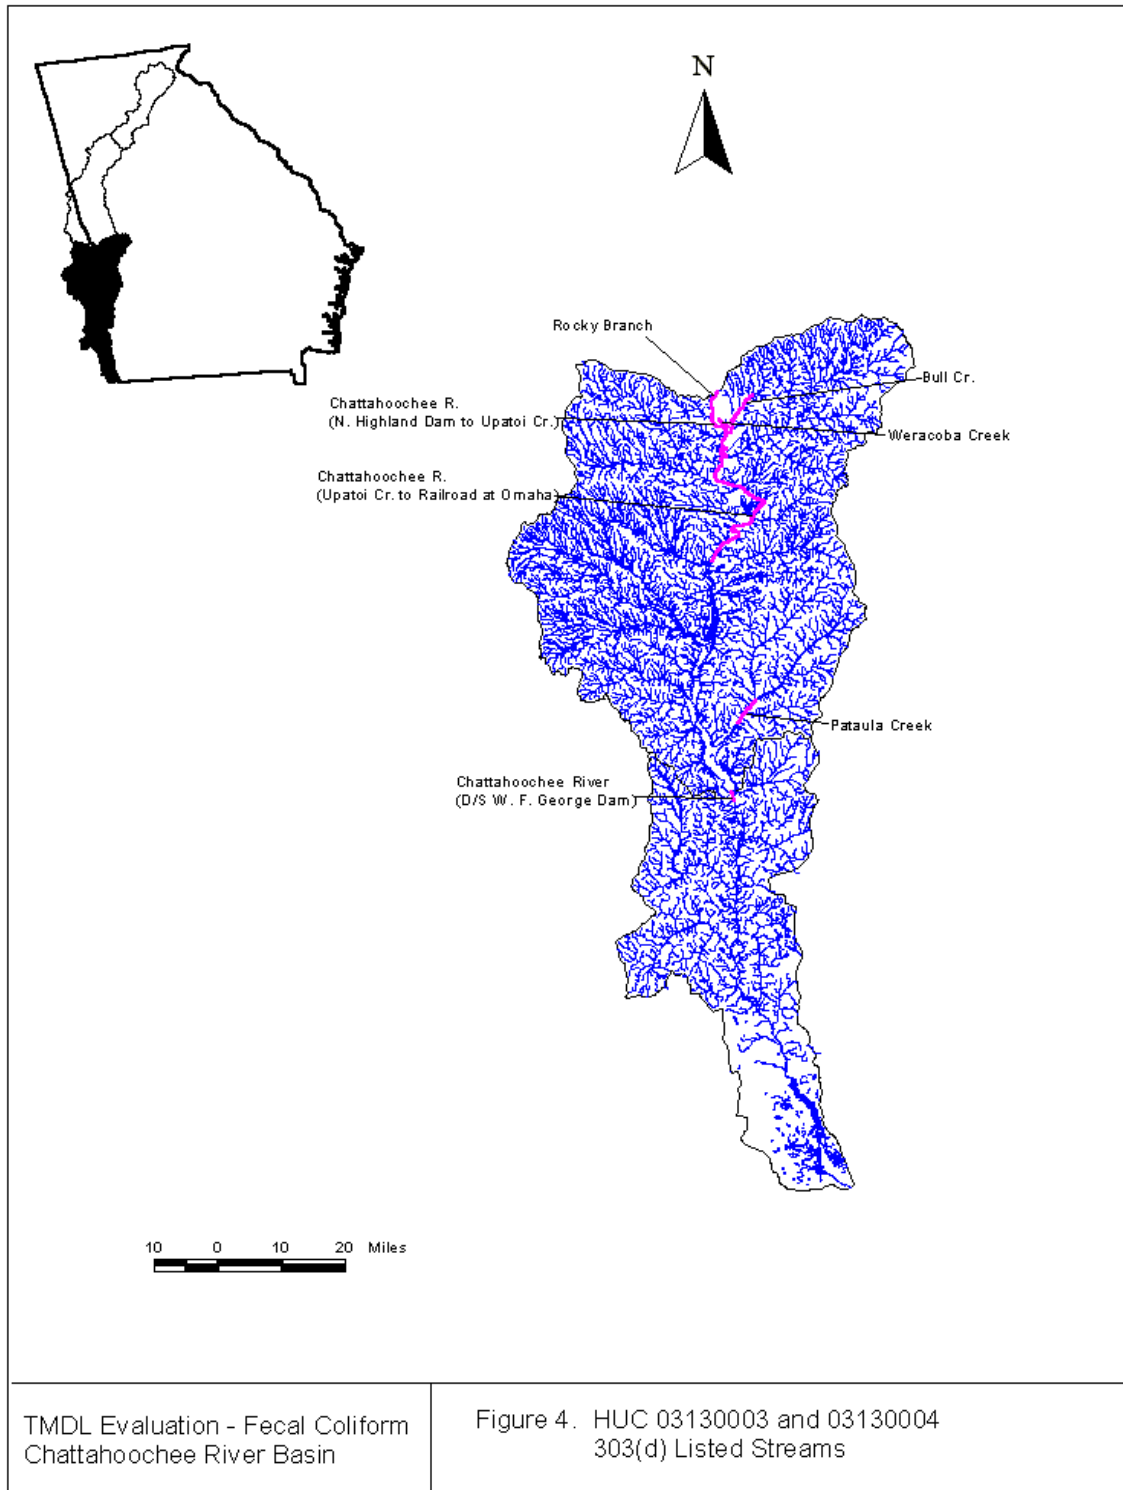 N
Rocky Branch
Bull Cr.
Chattahoochee R.
(N. Highland Dam to Upatoi Cr.)
Weracoba Creek
Chattahoochee R.
(Upatoi Cr. to Railroad at Omaha)
Pataula Creek
Chattahoochee River
(D/S W. F. George Dam)
10 0 10 20 Miles
TMDL Evaluation - Fecal Coliform
Chattahoochee River Basin
Figure 4. HUC 03130003 and 03130004
303(d) Listed Streams